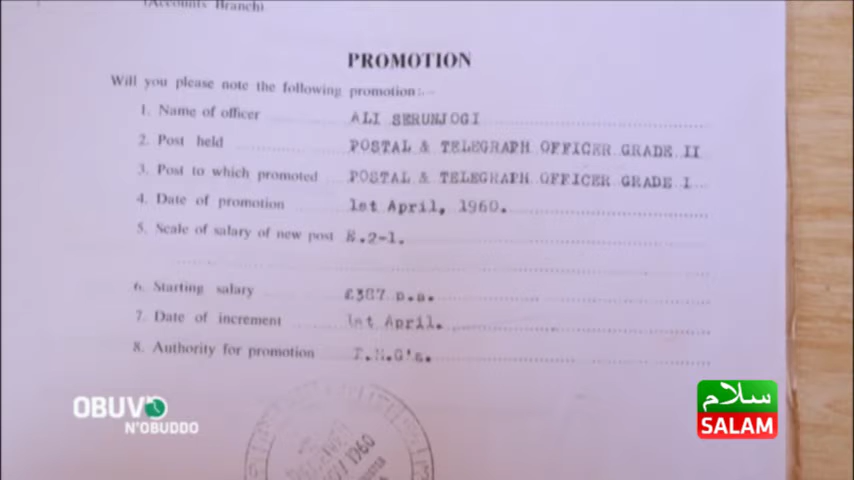 (Accounts Branch)
PROMOTION
Will you please note the following promotion:—
1. Name of officer ALI SERUNJOGI
2. Post held POSTAL & TELEGRAPH OFFICER GRADE II
3. Post to which promoted POSTAL & TELEGRAPH OFFICER GRADE I
4. Date of promotion 1st April, 1960.
5. Scale of salary of new post E.2-1.
6. Starting salary £387 p.a.
7. Date of increment 1st April.
8. Authority for promotion
1960
OBUVO
N'OBUDDO
سلام
SALAM